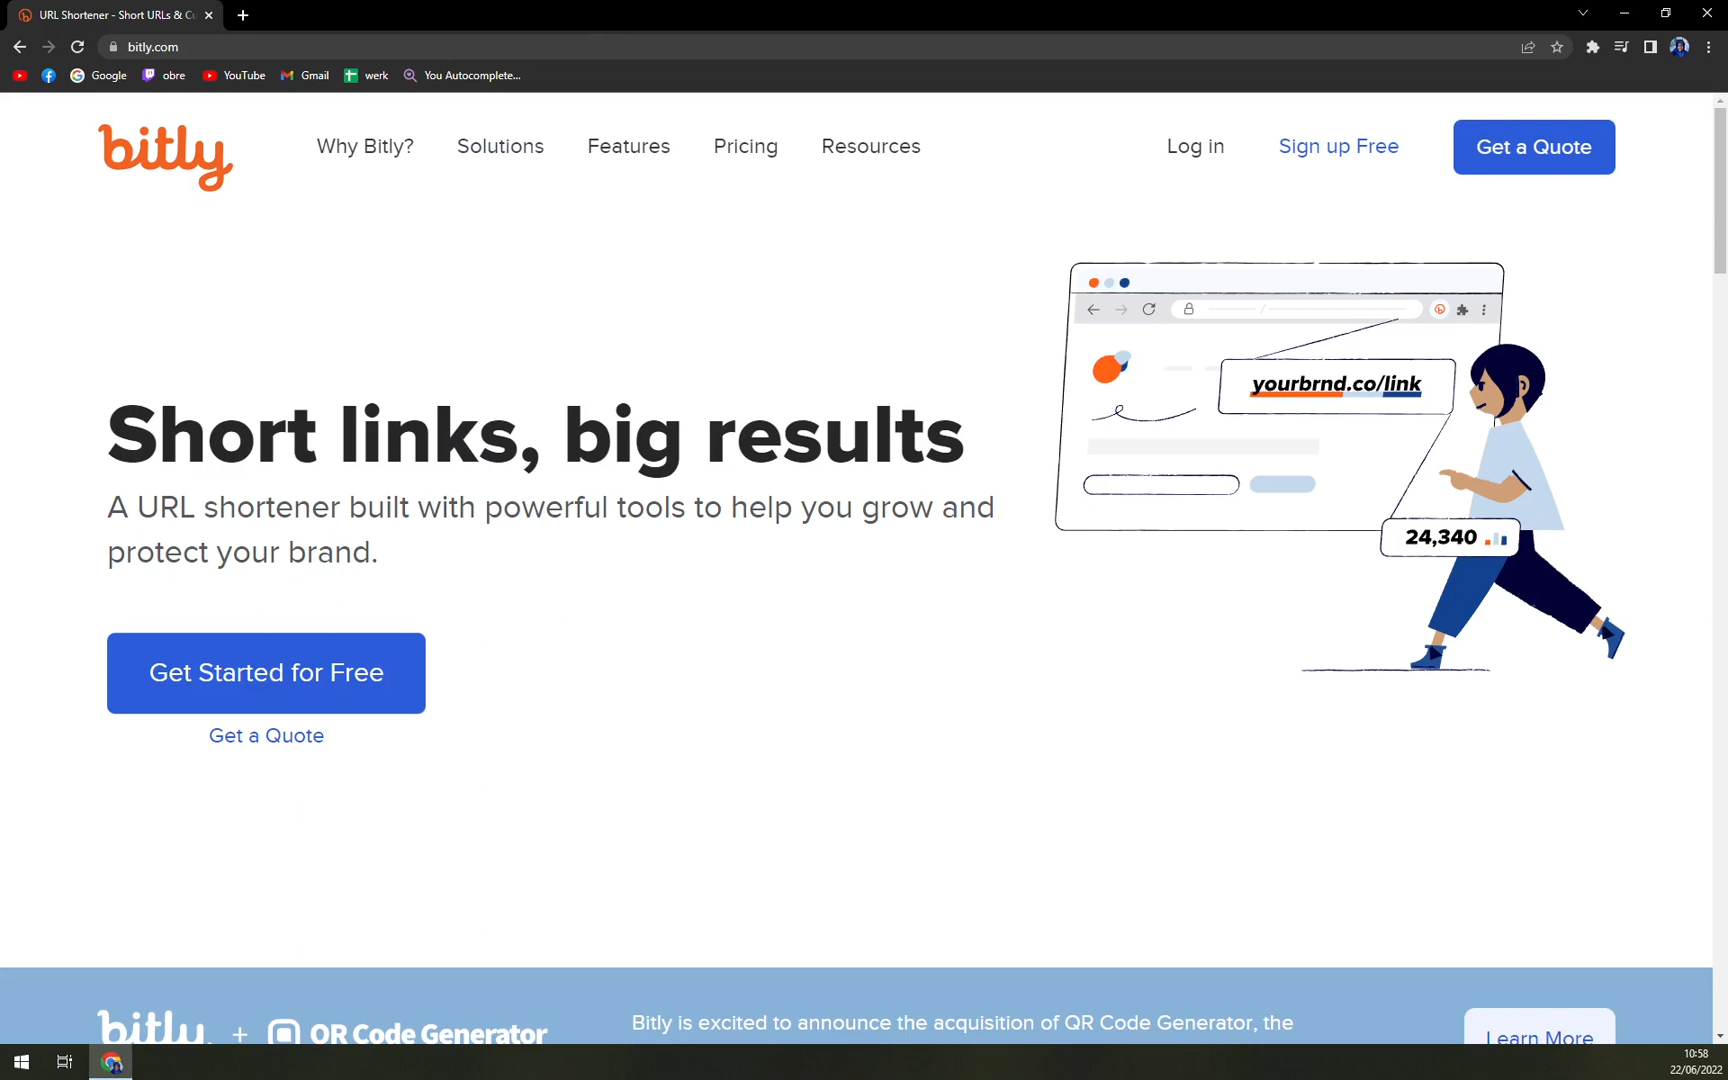 URL Shortener - Short URLs & Cu
bitly.com
Google
obre
YouTube
Gmail
werk
You Autocomplete...
bitly
Why Bitly?
Solutions
Features
Pricing
Resources
Log in
Sign up Free
Get a Quote
yourbrnd.co/link
Short links, big results
A URL shortener built with powerful tools to help you grow and
protect your brand.
24,340
Get Started for Free
Get a Quote
bitly + QR Code Generator
Bitly is excited to announce the acquisition of QR Code Generator, the
Learn More
10:58
22/06/2022